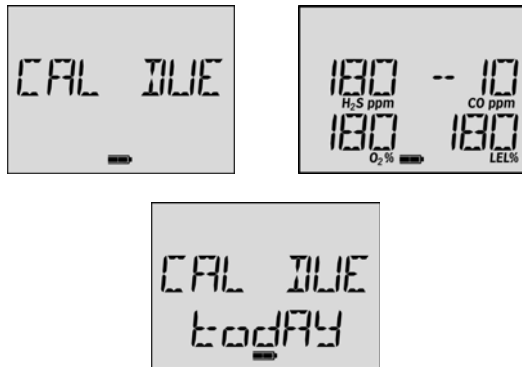 CAL DUE
180 -- 10
H₂S ppm CO ppm
180 180
O₂% LEL%
CAL DUE
todAY